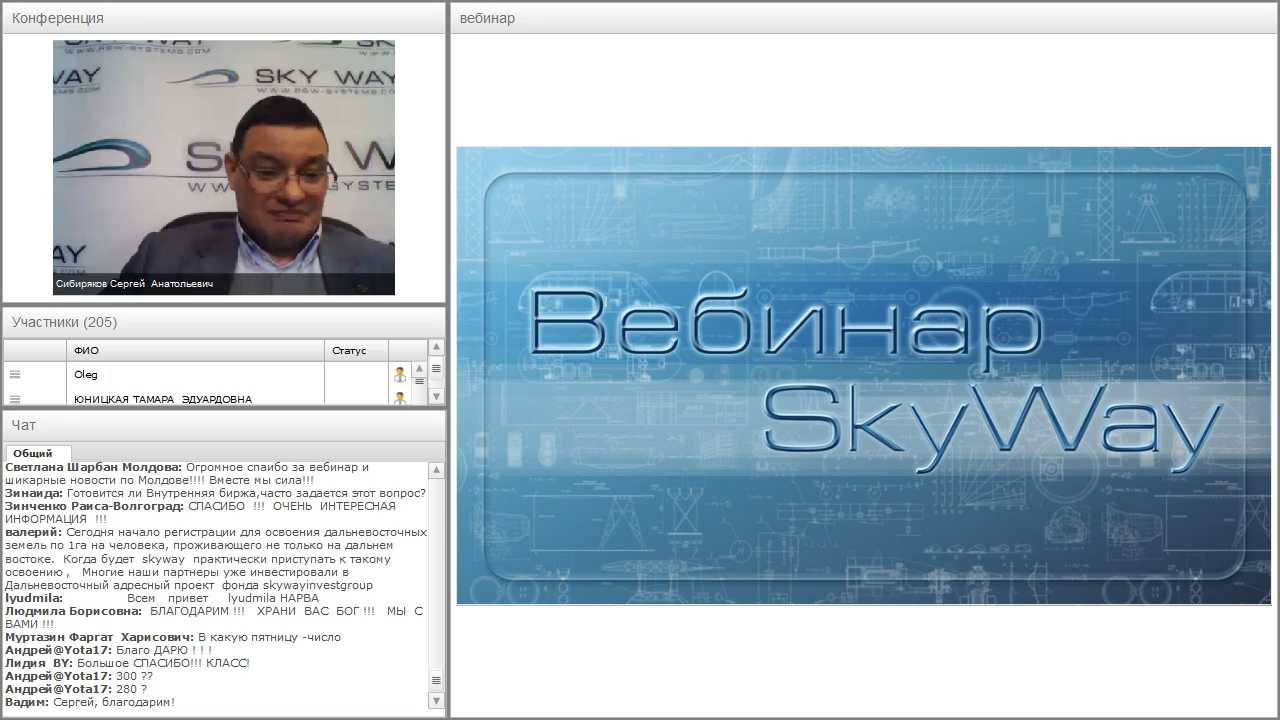 Конференция
SKY WAY
WWW.RSW-SYSTEMS.COM
Сибиряков Сергей Анатольевич
Участники (205)
ФИО Статус
Oleg
ЮНИЦКАЯ ТАМАРА ЭДУАРДОВНА
Чат
Общий
Светлана Шарбан Молдова: Огромное спаибо за вебинар и
шикарные новости по Молдове!!!! Вместе мы сила!!!
Зинаида: Готовится ли Внутренняя биржа,часто задается этот вопрос?
Зинченко Раиса-Волгоград: СПАСИБО !!! ОЧЕНЬ ИНТЕРЕСНАЯ
ИНФОРМАЦИЯ !!!
валерий: Сегодня начало регистрации для освоения дальневосточных
земель по 1га на человека, проживающего не только на дальнем
востоке. Когда будет skyway практически приступать к такому
освоению , Многие наши партнеры уже инвестировали в
Дальневосточный адресный проект фонда skywayinvestgroup
lyudmila: Всем привет lyudmila НАРВА
Людмила Борисовна: БЛАГОДАРИМ !!! ХРАНИ ВАС БОГ !!! МЫ С
ВАМИ !!!
Муртазин Фаргат Харисович: В какую пятницу -число
Андрей@Yota17: Благо ДАРЮ ! ! !
Лидия BY: Большое СПАСИБО!!! КЛАСС!
Андрей@Yota17: 300 ??
Андрей@Yota17: 280 ?
Вадим: Сергей, благодарим!
вебинар
Вебинар
SkyWay